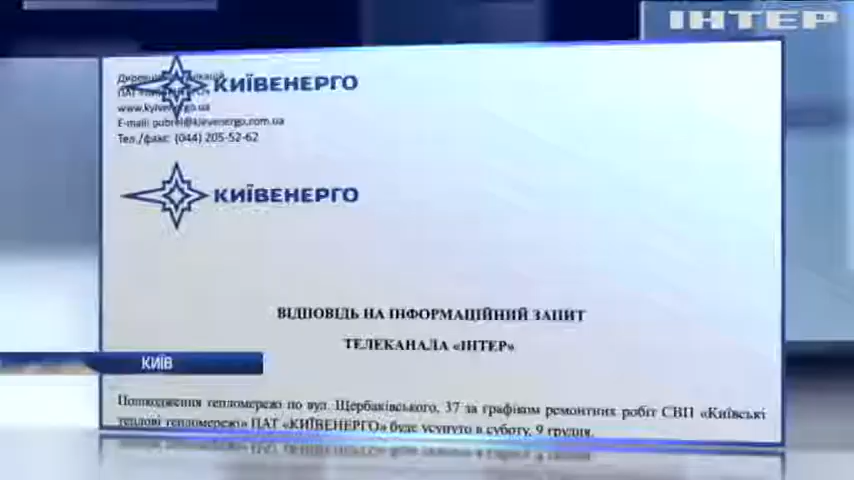 ІНТЕР
КИЇВЕНЕРГО
www.kyivenergo.ua
E-mail: pubrel@kievenergo.com.ua
Тел./факс: (044) 205-52-62
КИЇВЕНЕРГО
ВІДПОВІДЬ НА ІНФОРМАЦІЙНИЙ ЗАПИТ
ТЕЛЕКАНАЛА «ІНТЕР»
КИЇВ
Пошкодження тепломережі по вул. Щербаківського, 37 за графіком ремонтних робіт СВП «Київські
теплові тепломережі» ПАТ «КИЇВЕНЕРГО» буде усунуто в суботу, 9 грудня.